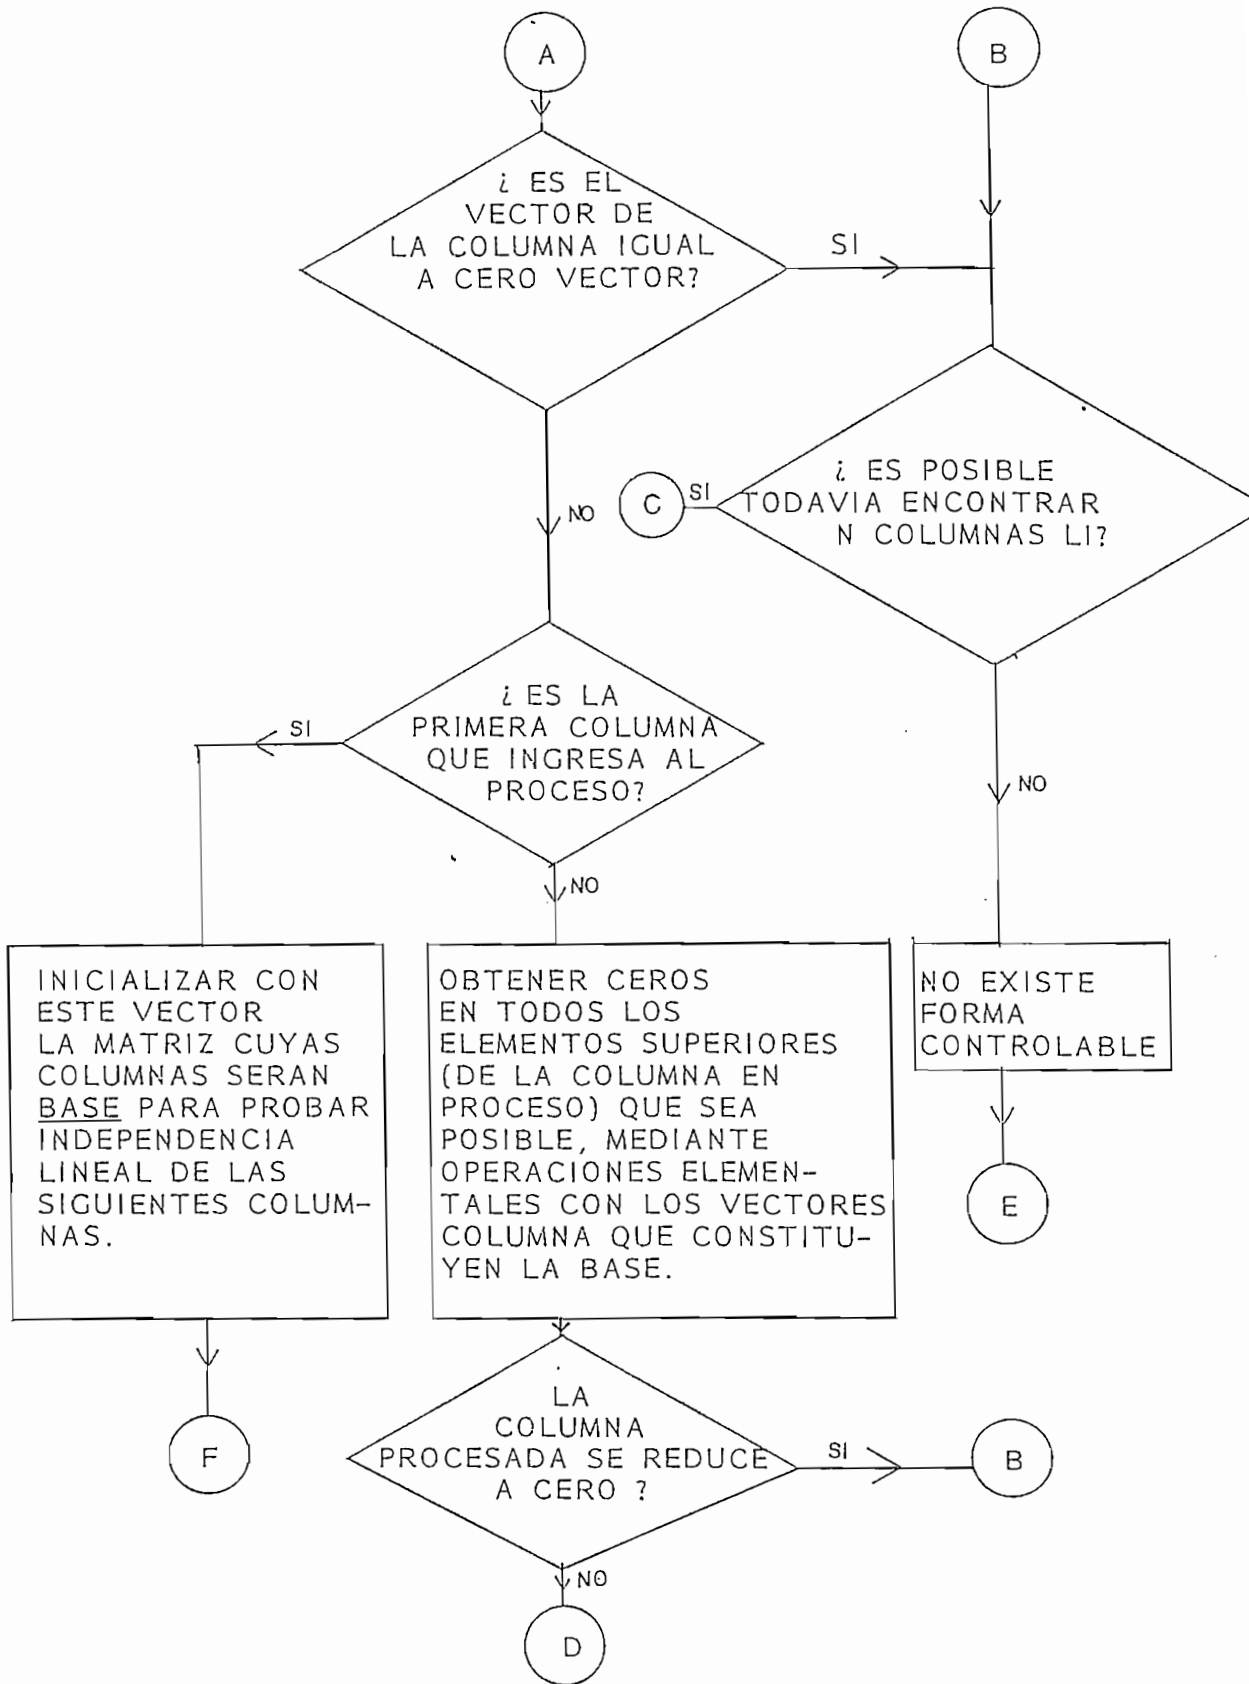 A
B
¿ ES EL
VECTOR DE
LA COLUMNA IGUAL
A CERO VECTOR?
SI
¿ ES POSIBLE
TODAVIA ENCONTRAR
N COLUMNAS LI?
C
SI
NO
¿ ES LA
PRIMERA COLUMNA
QUE INGRESA AL
PROCESO?
SI
NO
NO
INICIALIZAR CON
ESTE VECTOR
LA MATRIZ CUYAS
COLUMNAS SERAN
BASE PARA PROBAR
INDEPENDENCIA
LINEAL DE LAS
SIGUIENTES COLUM-
NAS.
OBTENER CEROS
EN TODOS LOS
ELEMENTOS SUPERIORES
(DE LA COLUMNA EN
PROCESO) QUE SEA
POSIBLE, MEDIANTE
OPERACIONES ELEMEN-
TALES CON LOS VECTORES
COLUMNA QUE CONSTITU-
YEN LA BASE.
NO EXISTE
FORMA
CONTROLABLE
E
F
LA
COLUMNA
PROCESADA SE REDUCE
A CERO ?
SI
B
NO
D